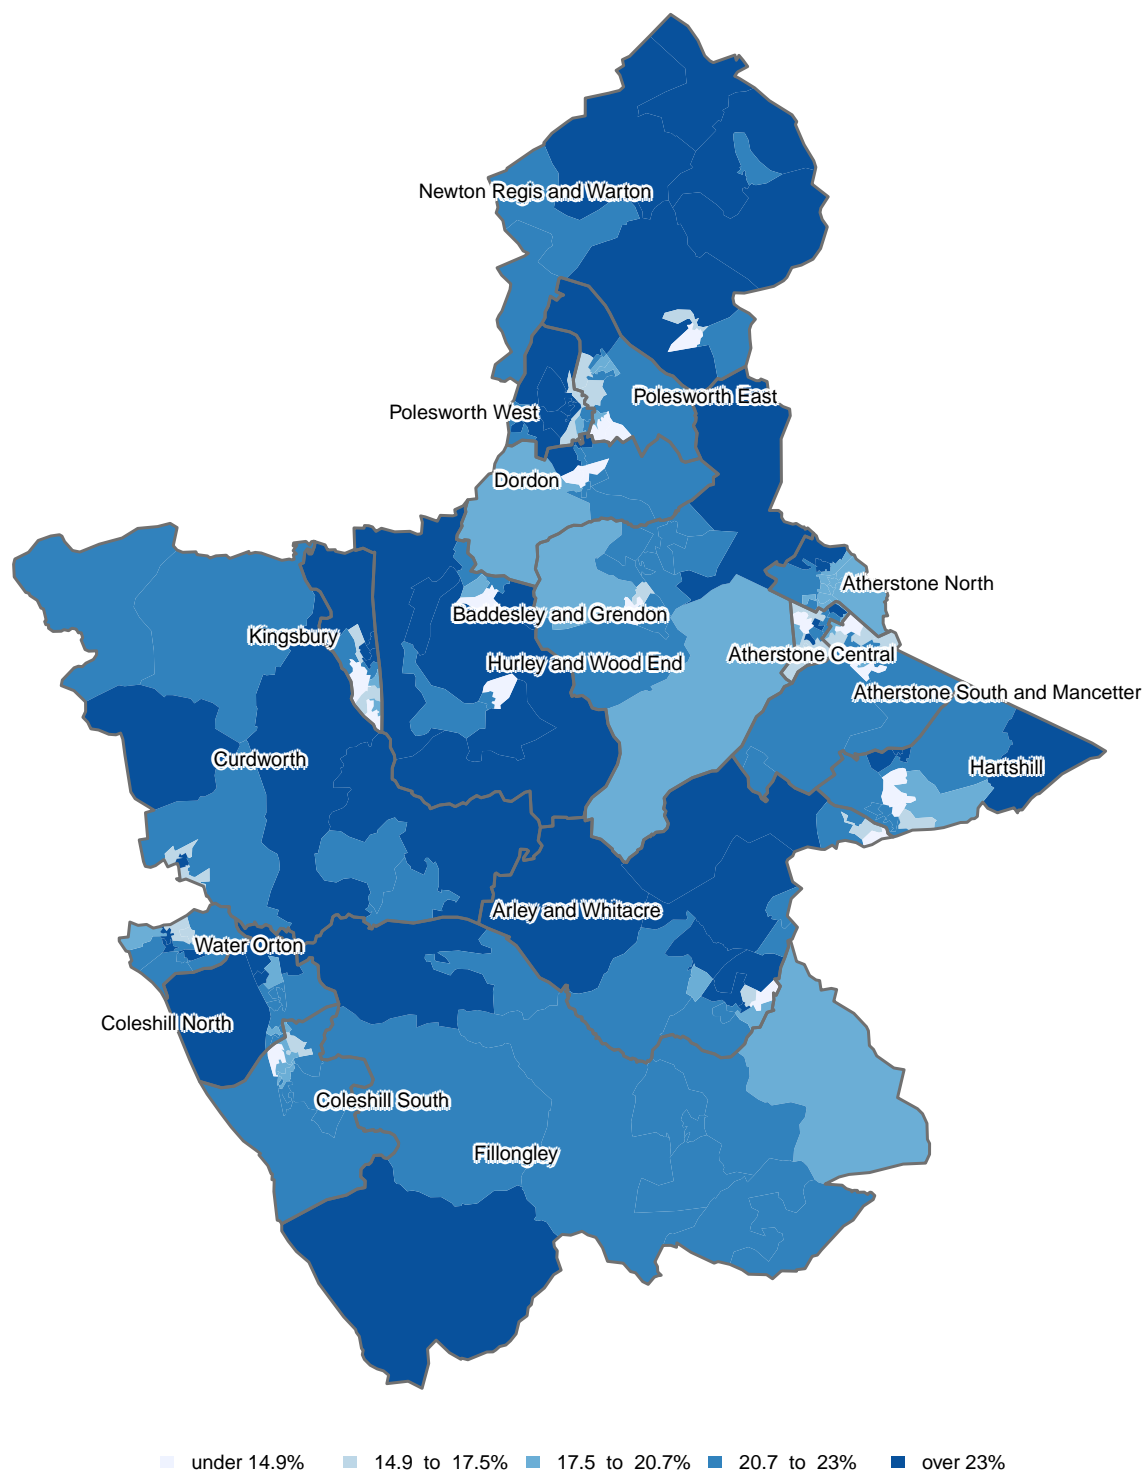 Newton Regis and Warton
Polesworth East
Polesworth West
Dordon
Atherstone North
Baddesley and Grendon
Kingsbury
Atherstone Central
Hurley and Wood End
Atherstone South and Mancetter
Curdworth
Hartshill
Arley and Whitacre
Water Orton
Coleshill North
Coleshill South
Fillongley
under 14.9% 14.9 to 17.5% 17.5 to 20.7% 20.7 to 23% over 23%